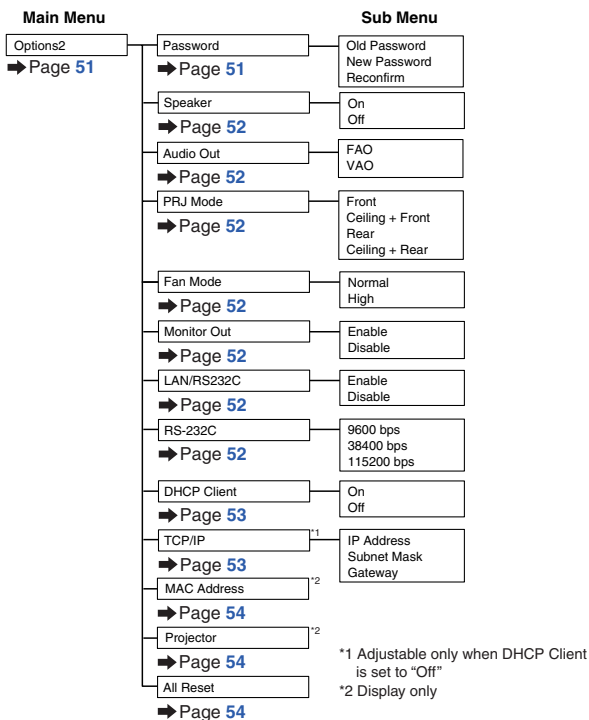 Main Menu
Sub Menu
Options2
➡Page 51
Password
➡Page 51
Old Password
New Password
Reconfirm
Speaker
➡Page 52
On
Off
Audio Out
➡Page 52
FAO
VAO
PRJ Mode
➡Page 52
Front
Ceiling + Front
Rear
Ceiling + Rear
Fan Mode
➡Page 52
Normal
High
Monitor Out
➡Page 52
Enable
Disable
LAN/RS232C
➡Page 52
Enable
Disable
RS-232C
➡Page 52
9600 bps
38400 bps
115200 bps
DHCP Client
➡Page 53
On
Off
TCP/IP *1
➡Page 53
IP Address
Subnet Mask
Gateway
MAC Address *2
➡Page 54
Projector *2
➡Page 54
All Reset
➡Page 54
*1 Adjustable only when DHCP Client
is set to “Off”
*2 Display only